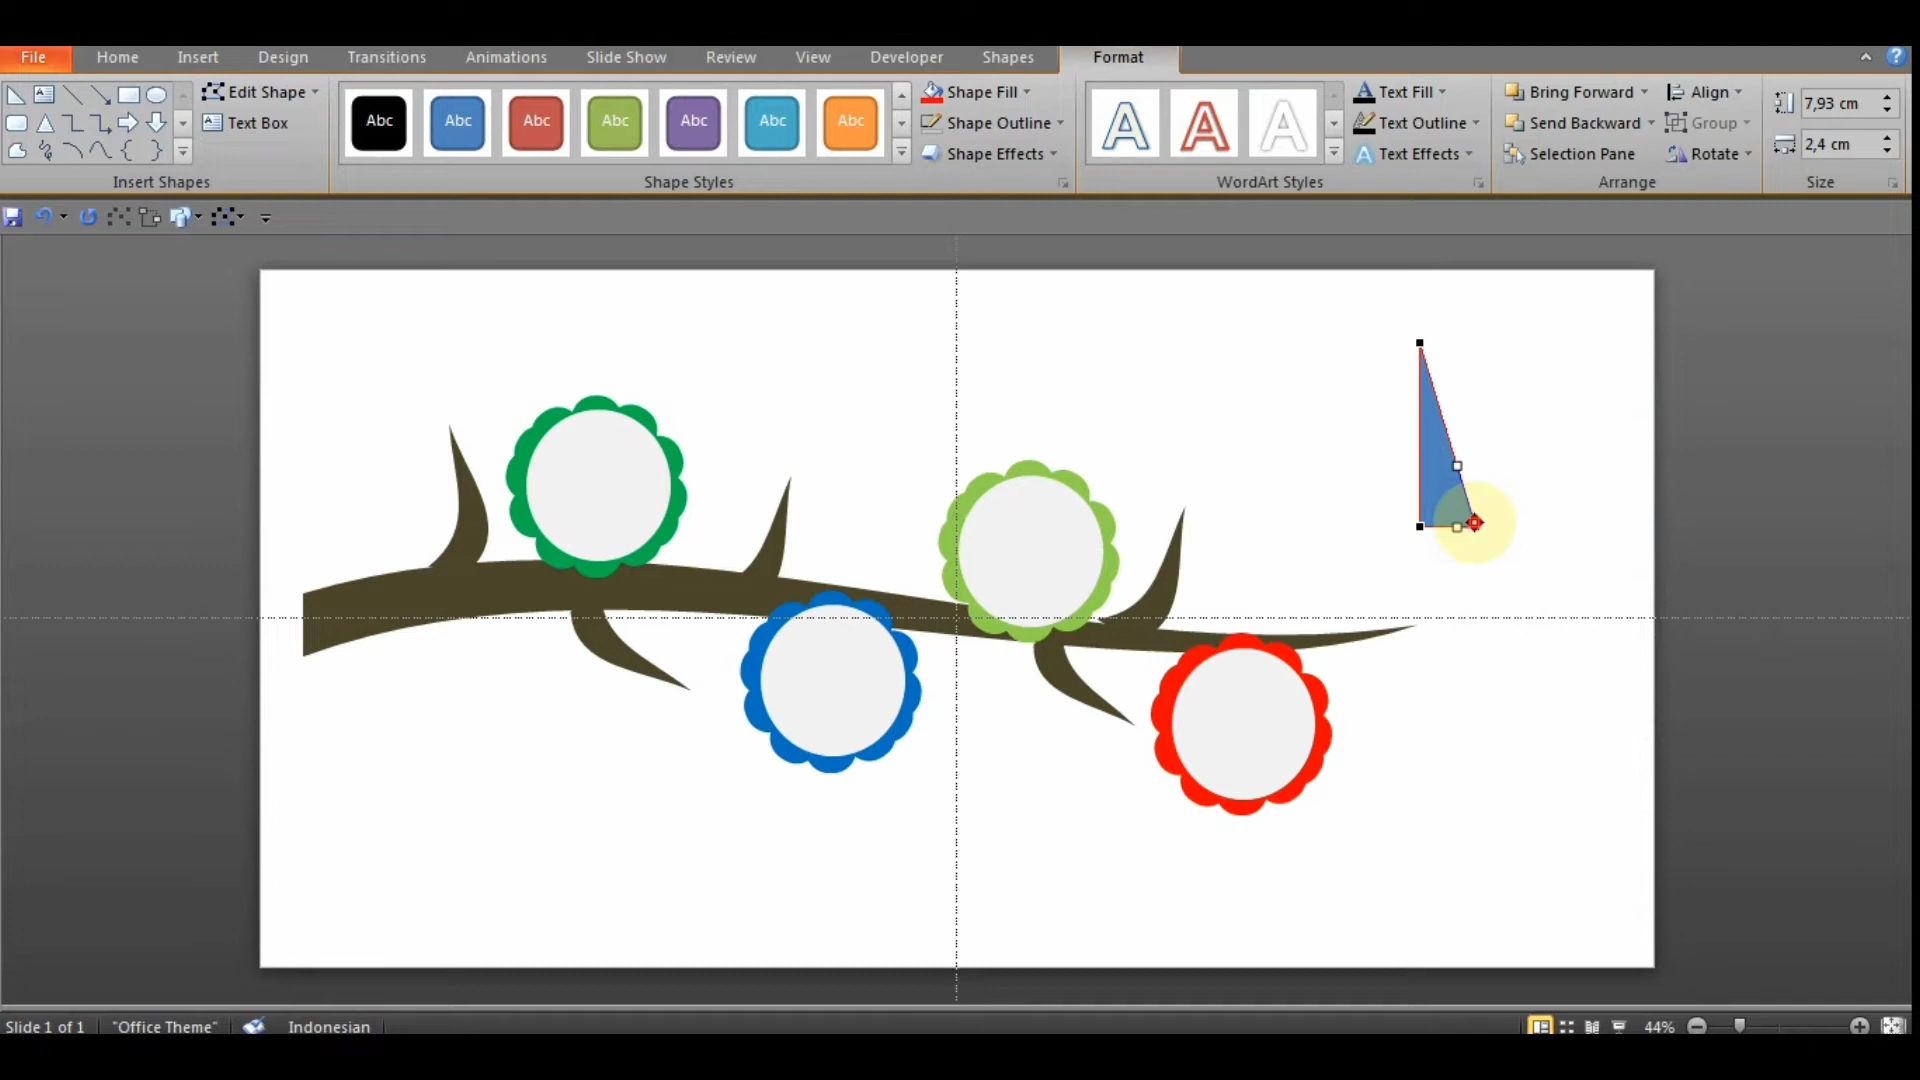 File Home Insert Design Transitions Animations Slide Show Review View Developer Shapes Format
Edit Shape
Text Box
Insert Shapes
Abc Abc Abc Abc Abc Abc Abc
Shape Fill
Shape Outline
Shape Effects
Shape Styles
A A A
Text Fill
Text Outline
Text Effects
WordArt Styles
Bring Forward
Send Backward
Selection Pane
Align
Group
Rotate
Arrange
7,93 cm
2,4 cm
Size
Slide 1 of 1 "Office Theme" Indonesian 44%